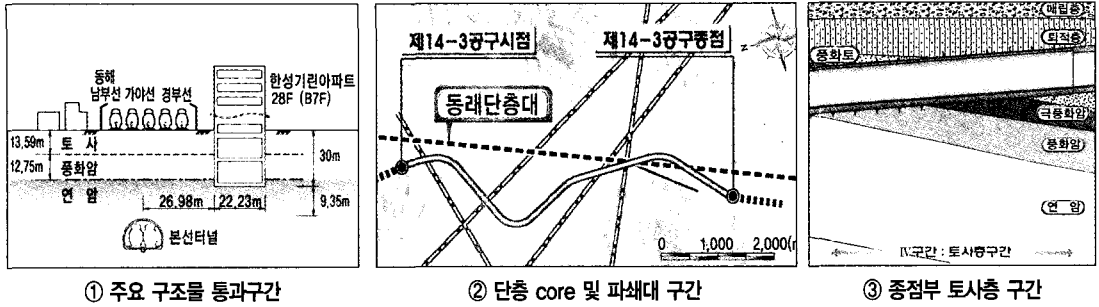 동해
남부선 가야선 경부선
한성기린아파트
28F (B7F)
13,59m
토 사
12,75m
풍화암
연 암
30m
26,98m
22,23m
9,35m
본선터널
① 주요 구조물 통과구간
제14-3공구시점
제14-3공구종점
동래단층대
0
1,000
2,000(m
② 단층 core 및 파쇄대 구간
매립층
퇴적층
풍화토
극풍화암
풍화암
연 암
Ⅳ구간 : 토사층구간
③ 종점부 토사층 구간